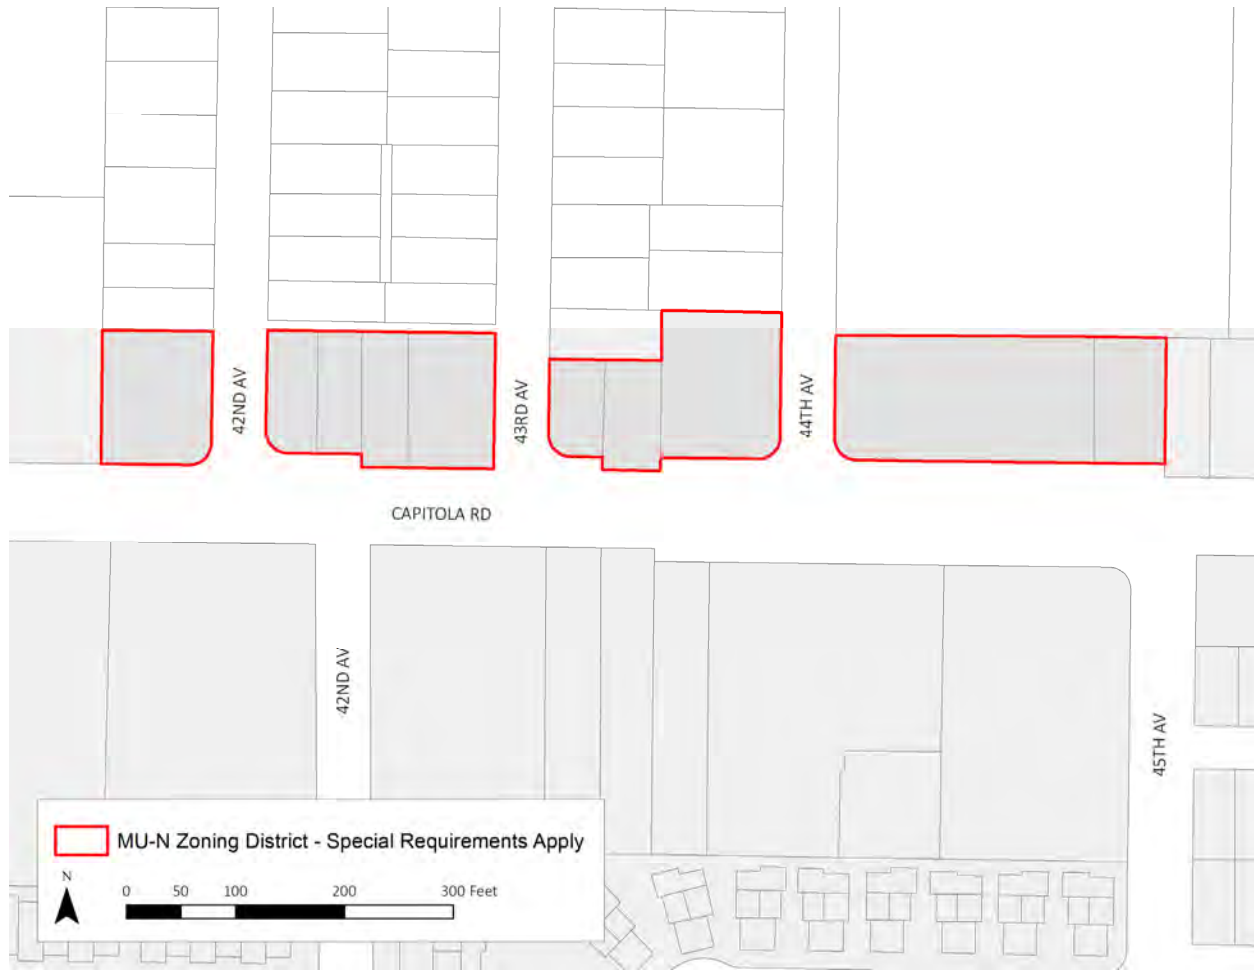 42ND AV
43RD AV
44TH AV
CAPITOLA RD
42ND AV
45TH AV
MU-N Zoning District - Special Requirements Apply
N
0 50 100 200 300 Feet